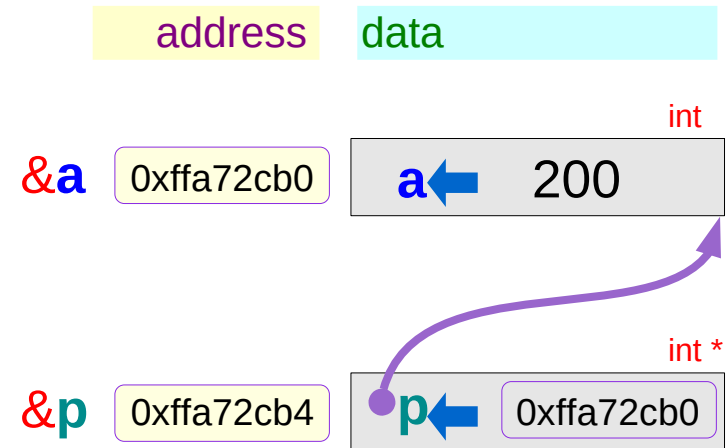 address data
int
&a 0xffa72cb0 a 200
int *
&p 0xffa72cb4 p 0xffa72cb0